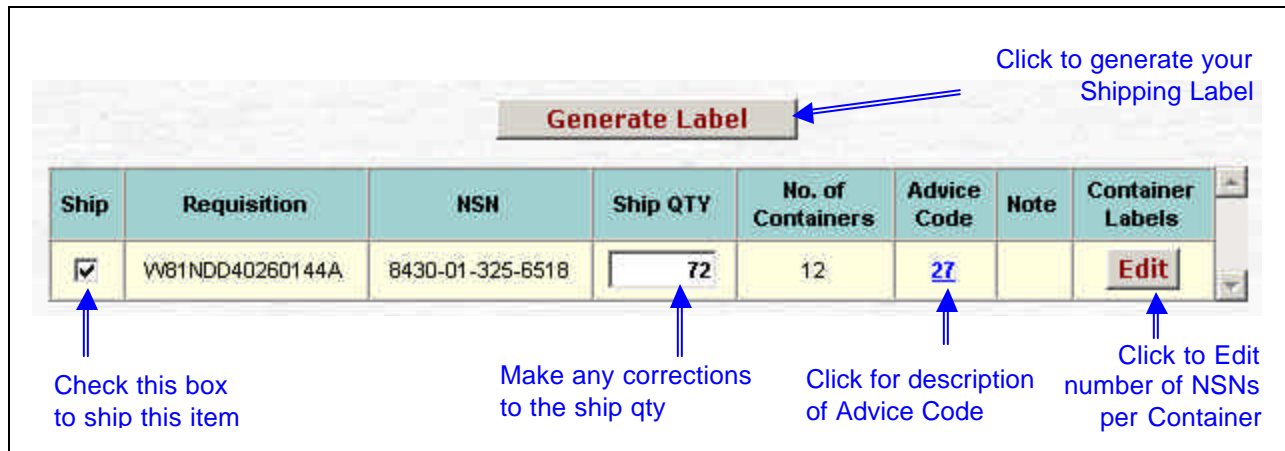 Click to generate your
Shipping Label
Generate Label
Ship Requisition NSN Ship QTY No. of Containers Advice Code Note Container Labels
W81NDD40260144A 8430-01-325-6518 72 12 27 Edit
Check this box
to ship this item
Make any corrections
to the ship qty
Click for description
of Advice Code
Click to Edit
number of NSNs
per Container